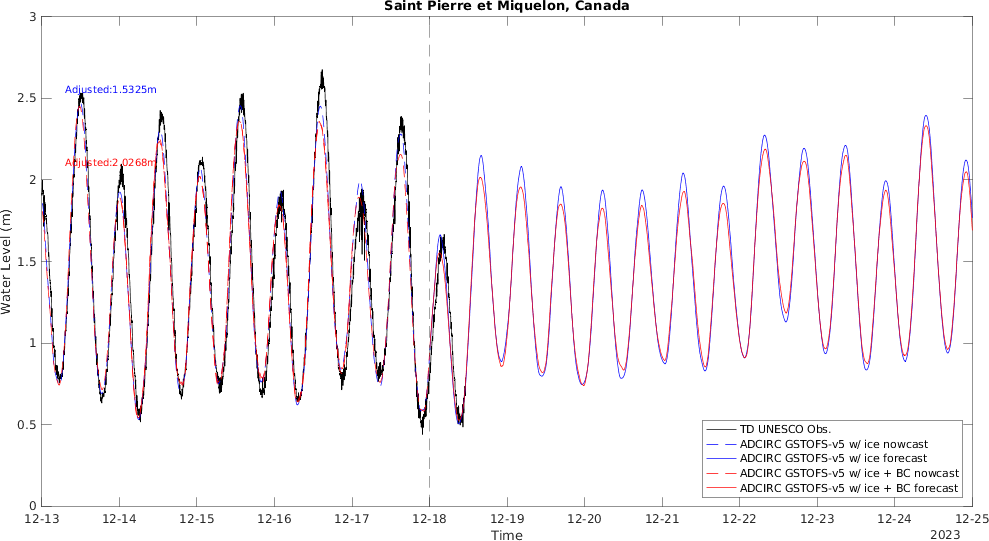 Saint Pierre et Miquelon, Canada
3
Adjusted:1.5325m
2.5
Adjusted:2.0268m
2
Water Level (m)
1.5
1
0.5
0
TD UNESCO Obs.
ADCIRC GSTOFS-v5 w/ ice nowcast
ADCIRC GSTOFS-v5 w/ ice forecast
ADCIRC GSTOFS-v5 w/ ice + BC nowcast
ADCIRC GSTOFS-v5 w/ ice + BC forecast
12-13 12-14 12-15 12-16 12-17 12-18 12-19 12-20 12-22 12-22 12-23 12-24 12-25
Time
2023